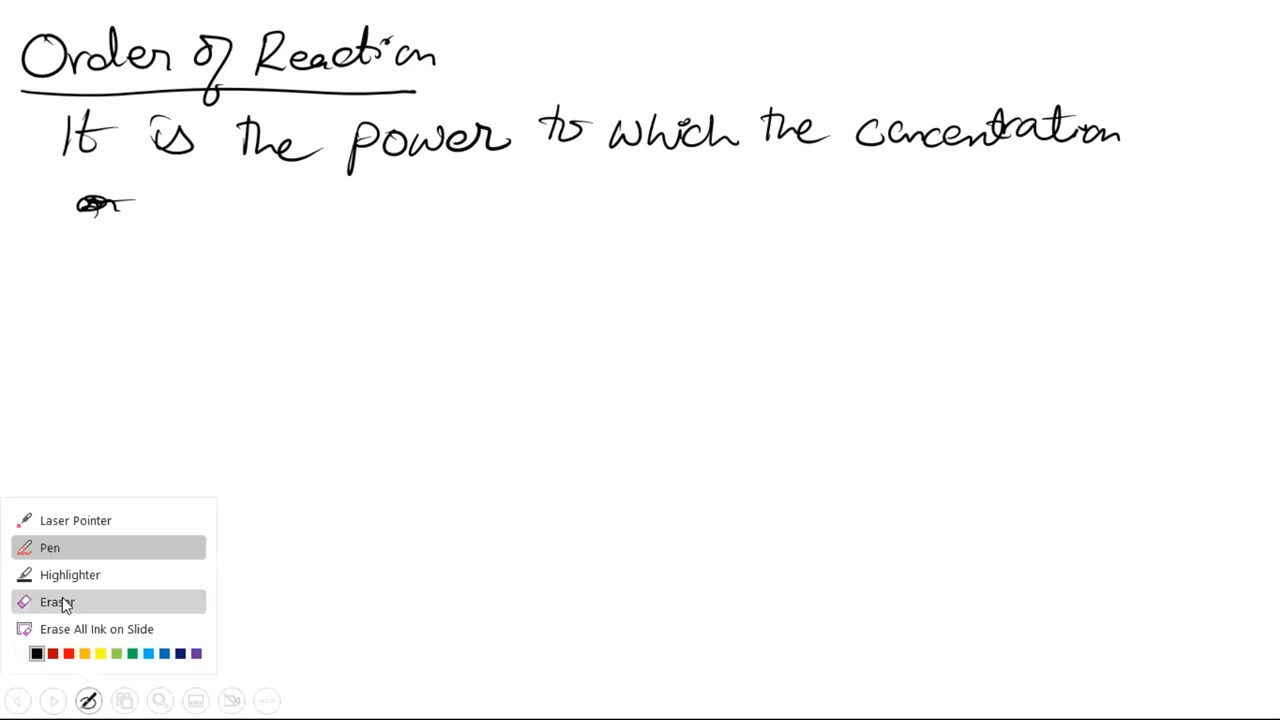 Order of Reaction
It is the power to which the concentration
Laser Pointer
Pen
Highlighter
Eraser
Erase All Ink on Slide